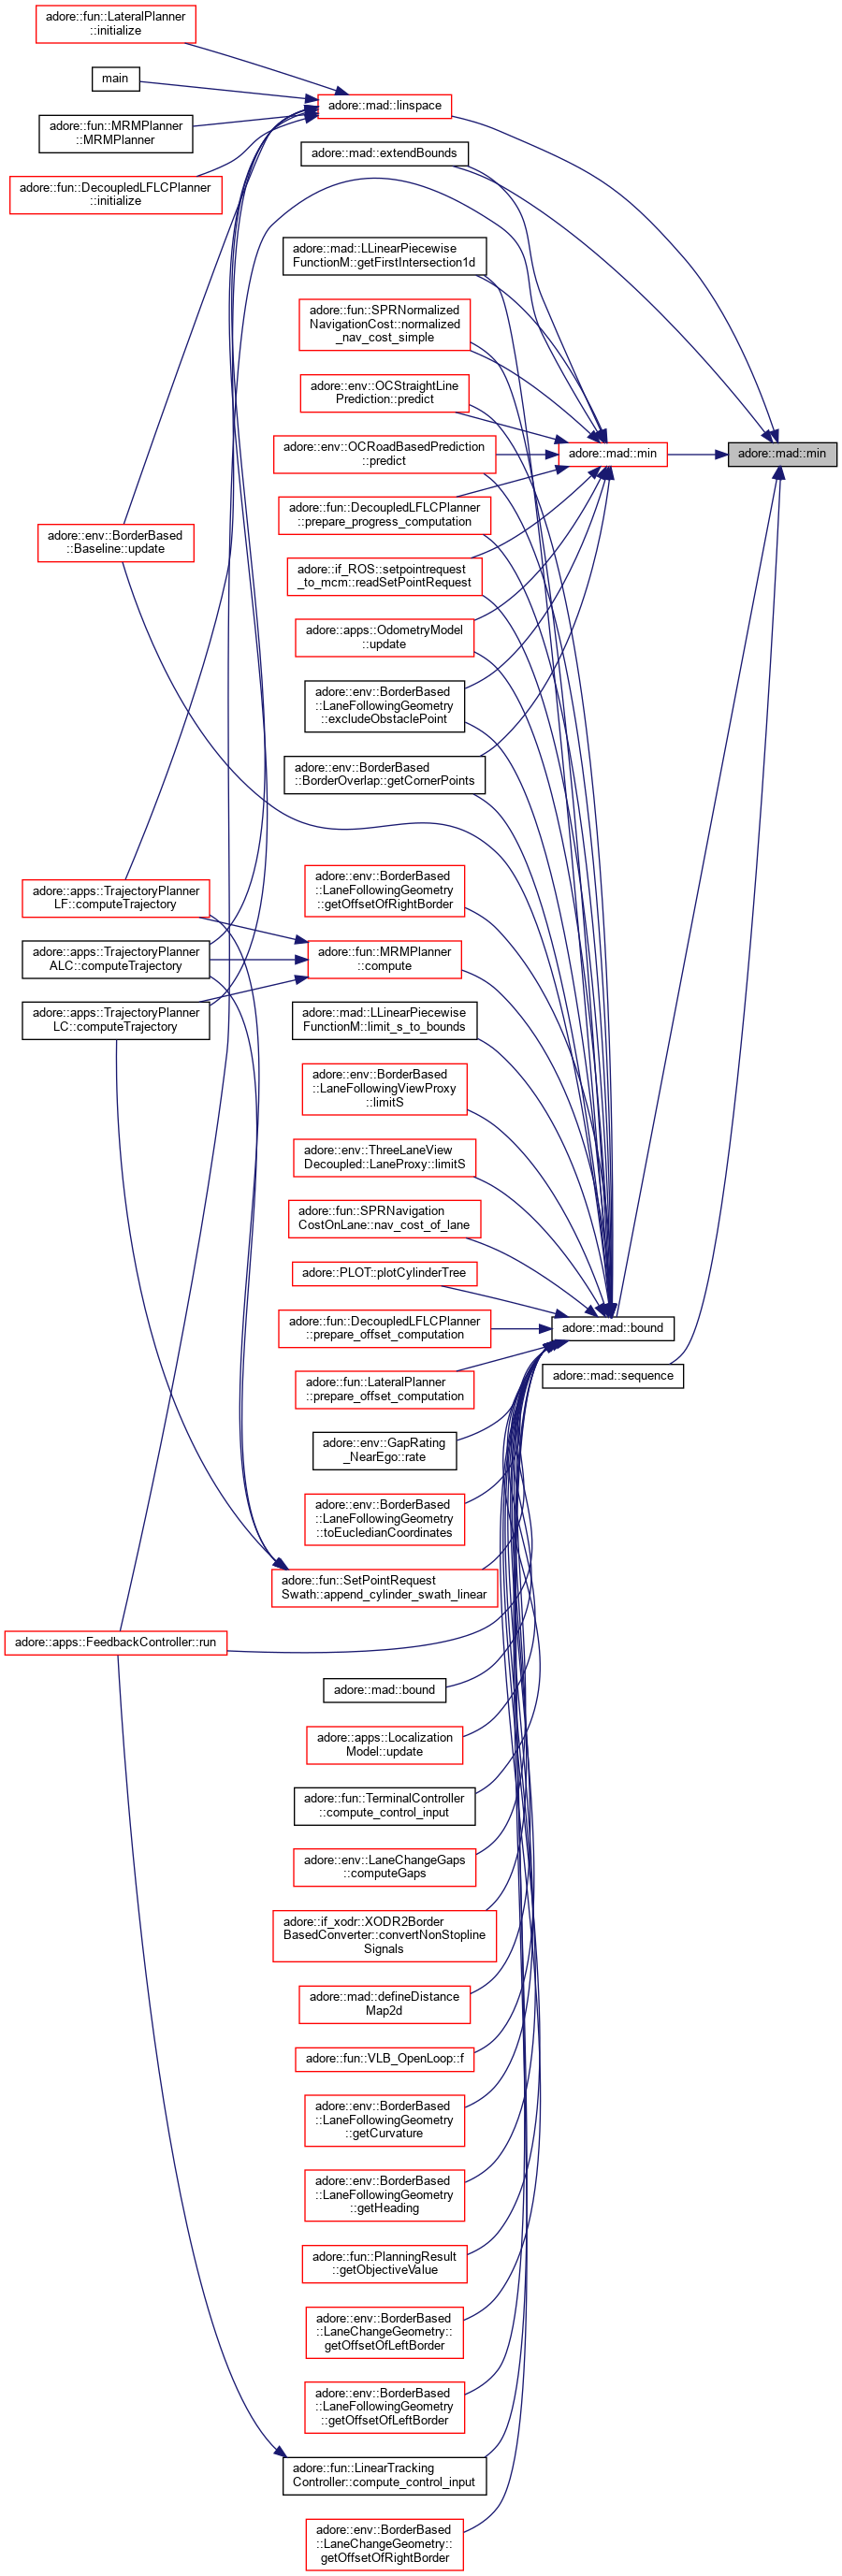 adore::fun::LateralPlanner
::initialize
main
adore::mad::linspace
adore::fun::MRMPlanner
::MRMPlanner
adore::mad::extendBounds
adore::fun::DecoupledLFLCPlanner
::initialize
adore::mad::LLinearPiecewise
FunctionM::getFirstIntersection1d
adore::fun::SPRNormalized
NavigationCost::normalized
_nav_cost_simple
adore::env::OCStraightLine
Prediction::predict
adore::env::OCRoadBasedPrediction
::predict
adore::mad::min
adore::mad::min
adore::fun::DecoupledLFLCPlanner
::prepare_progress_computation
adore::env::BorderBased
::Baseline::update
adore::if_ROS::setpointrequest
_to_mcm::readSetPointRequest
adore::apps::OdometryModel
::update
adore::env::BorderBased
::LaneFollowingGeometry
::excludeObstaclePoint
adore::env::BorderBased
::BorderOverlap::getCornerPoints
adore::apps::TrajectoryPlanner
LF::computeTrajectory
adore::env::BorderBased
::LaneFollowingGeometry
::getOffsetOfRightBorder
adore::apps::TrajectoryPlanner
ALC::computeTrajectory
adore::fun::MRMPlanner
::compute
adore::apps::TrajectoryPlanner
LC::computeTrajectory
adore::mad::LLinearPiecewise
FunctionM::limit_s_to_bounds
adore::env::BorderBased
::LaneFollowingViewProxy
::limitS
adore::env::ThreeLaneView
Decoupled::LaneProxy::limitS
adore::fun::SPRNavigation
CostOnLane::nav_cost_of_lane
adore::PLOT::plotCylinderTree
adore::fun::DecoupledLFLCPlanner
::prepare_offset_computation
adore::mad::bound
adore::mad::sequence
adore::fun::LateralPlanner
::prepare_offset_computation
adore::env::GapRating
_NearEgo::rate
adore::env::BorderBased
::LaneFollowingGeometry
::toEucledianCoordinates
adore::fun::SetPointRequest
Swath::append_cylinder_swath_linear
adore::apps::FeedbackController::run
adore::mad::bound
adore::apps::Localization
Model::update
adore::fun::TerminalController
::compute_control_input
adore::env::LaneChangeGaps
::computeGaps
adore::if_xodr::XODR2Border
BasedConverter::convertNonStopline
Signals
adore::mad::defineDistance
Map2d
adore::fun::VLB_OpenLoop::f
adore::env::BorderBased
::LaneFollowingGeometry
::getCurvature
adore::env::BorderBased
::LaneFollowingGeometry
::getHeading
adore::fun::PlanningResult
::getObjectiveValue
adore::env::BorderBased
::LaneChangeGeometry::
getOffsetOfLeftBorder
adore::env::BorderBased
::LaneFollowingGeometry
::getOffsetOfLeftBorder
adore::fun::LinearTracking
Controller::compute_control_input
adore::env::BorderBased
::LaneChangeGeometry::
getOffsetOfRightBorder